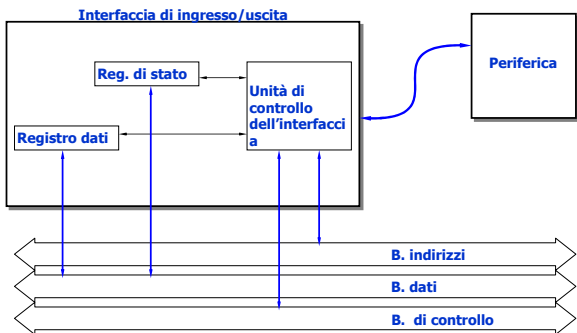 Interfaccia di ingresso/uscita
Periferica
Reg. di stato
Unità di
controllo
dell'interfacci
a
Registro dati
B. indirizzi
B. dati
B. di controllo